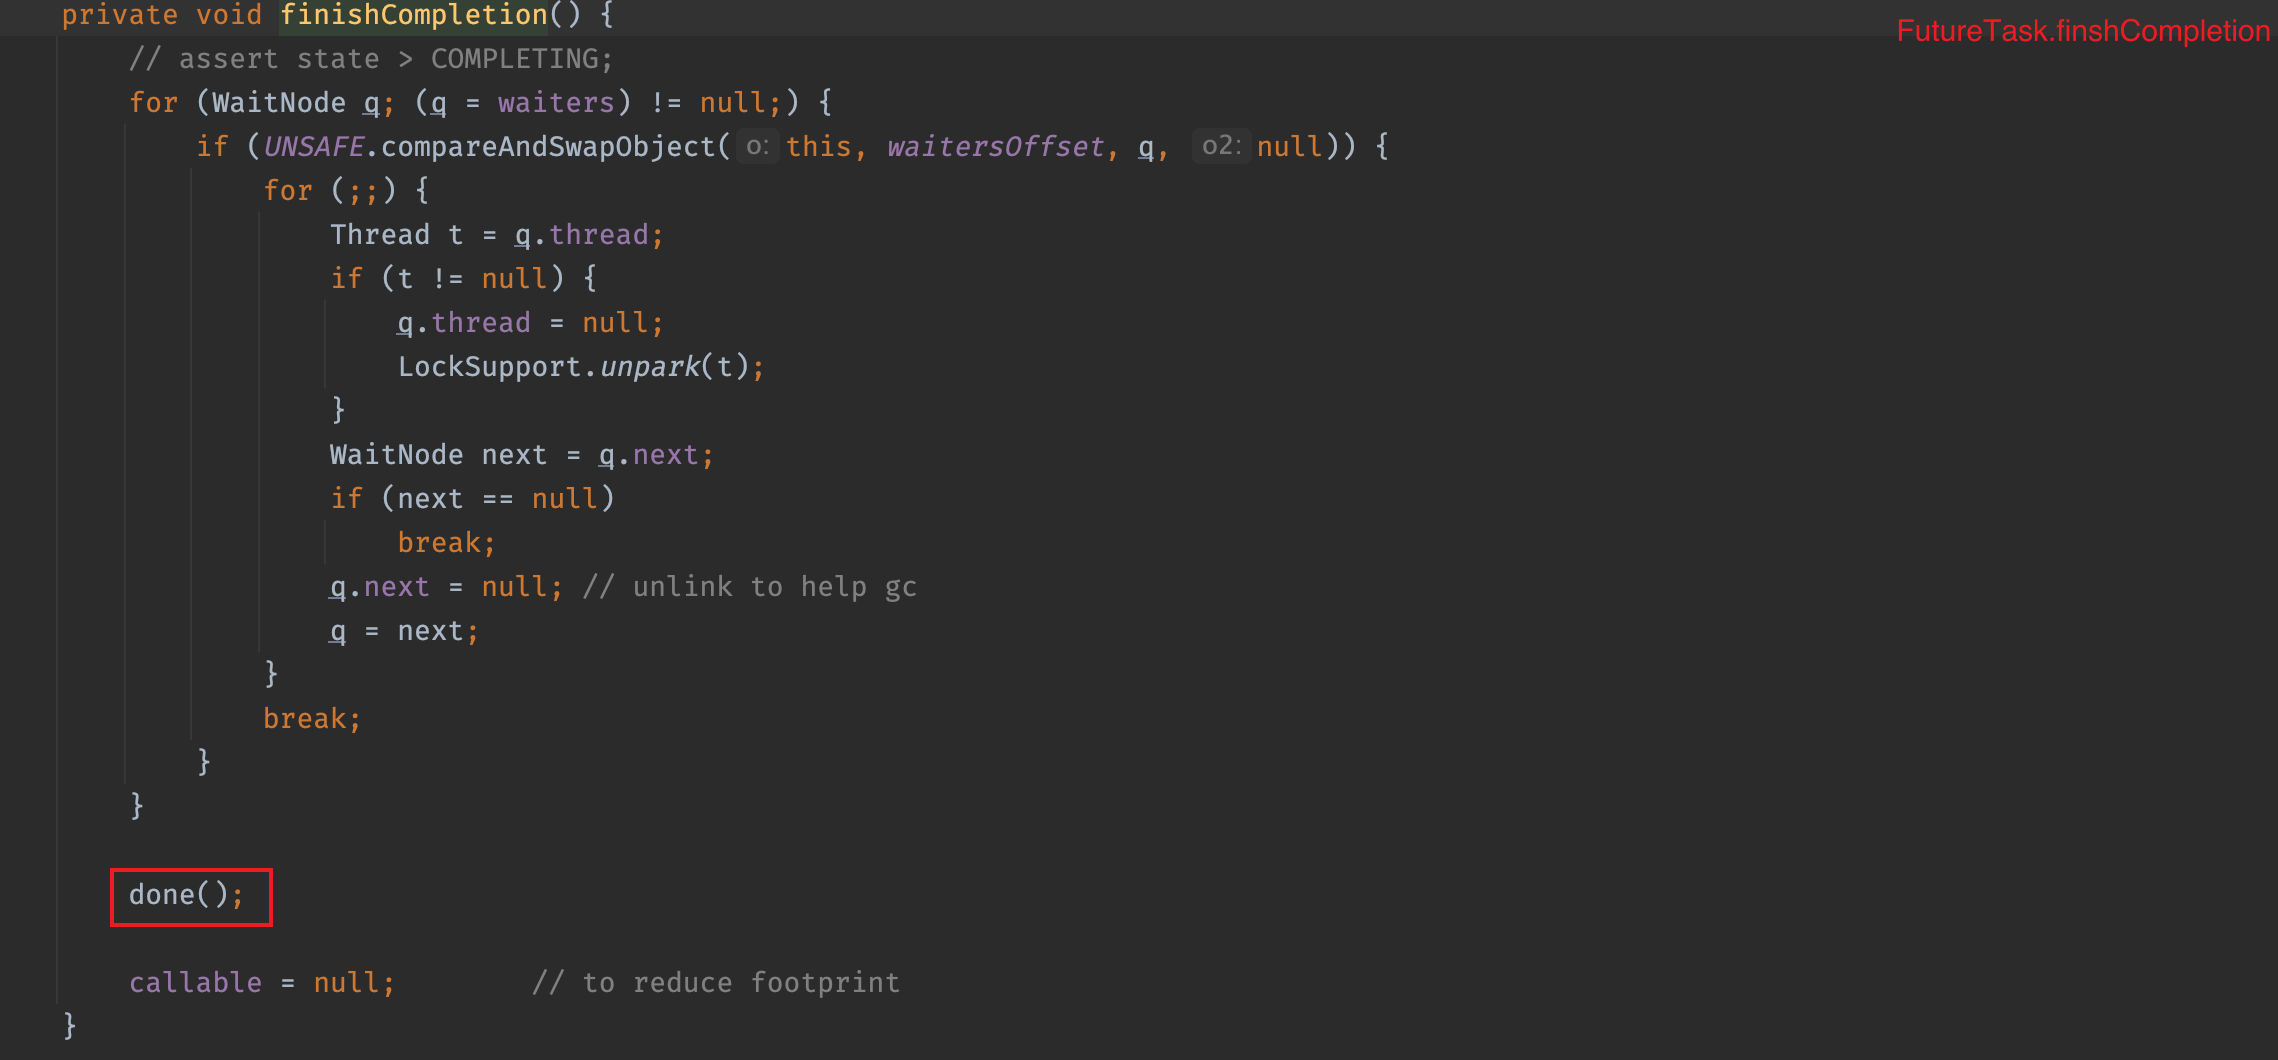 private void finishCompletion() {
FutureTask.finshCompletion
// assert state > COMPLETING;
for (WaitNode q; (q = waiters) != null;) {
if (UNSAFE.compareAndSwapObject( o: this, waitersOffset, q, o2: null)) {
for (;;) {
Thread t = q.thread;
if (t != null) {
q.thread = null;
LockSupport.unpark(t);
}
WaitNode next = q.next;
if (next == null)
break;
q.next = null; // unlink to help gc
q = next;
}
break;
}
}
done();
callable = null; // to reduce footprint
}